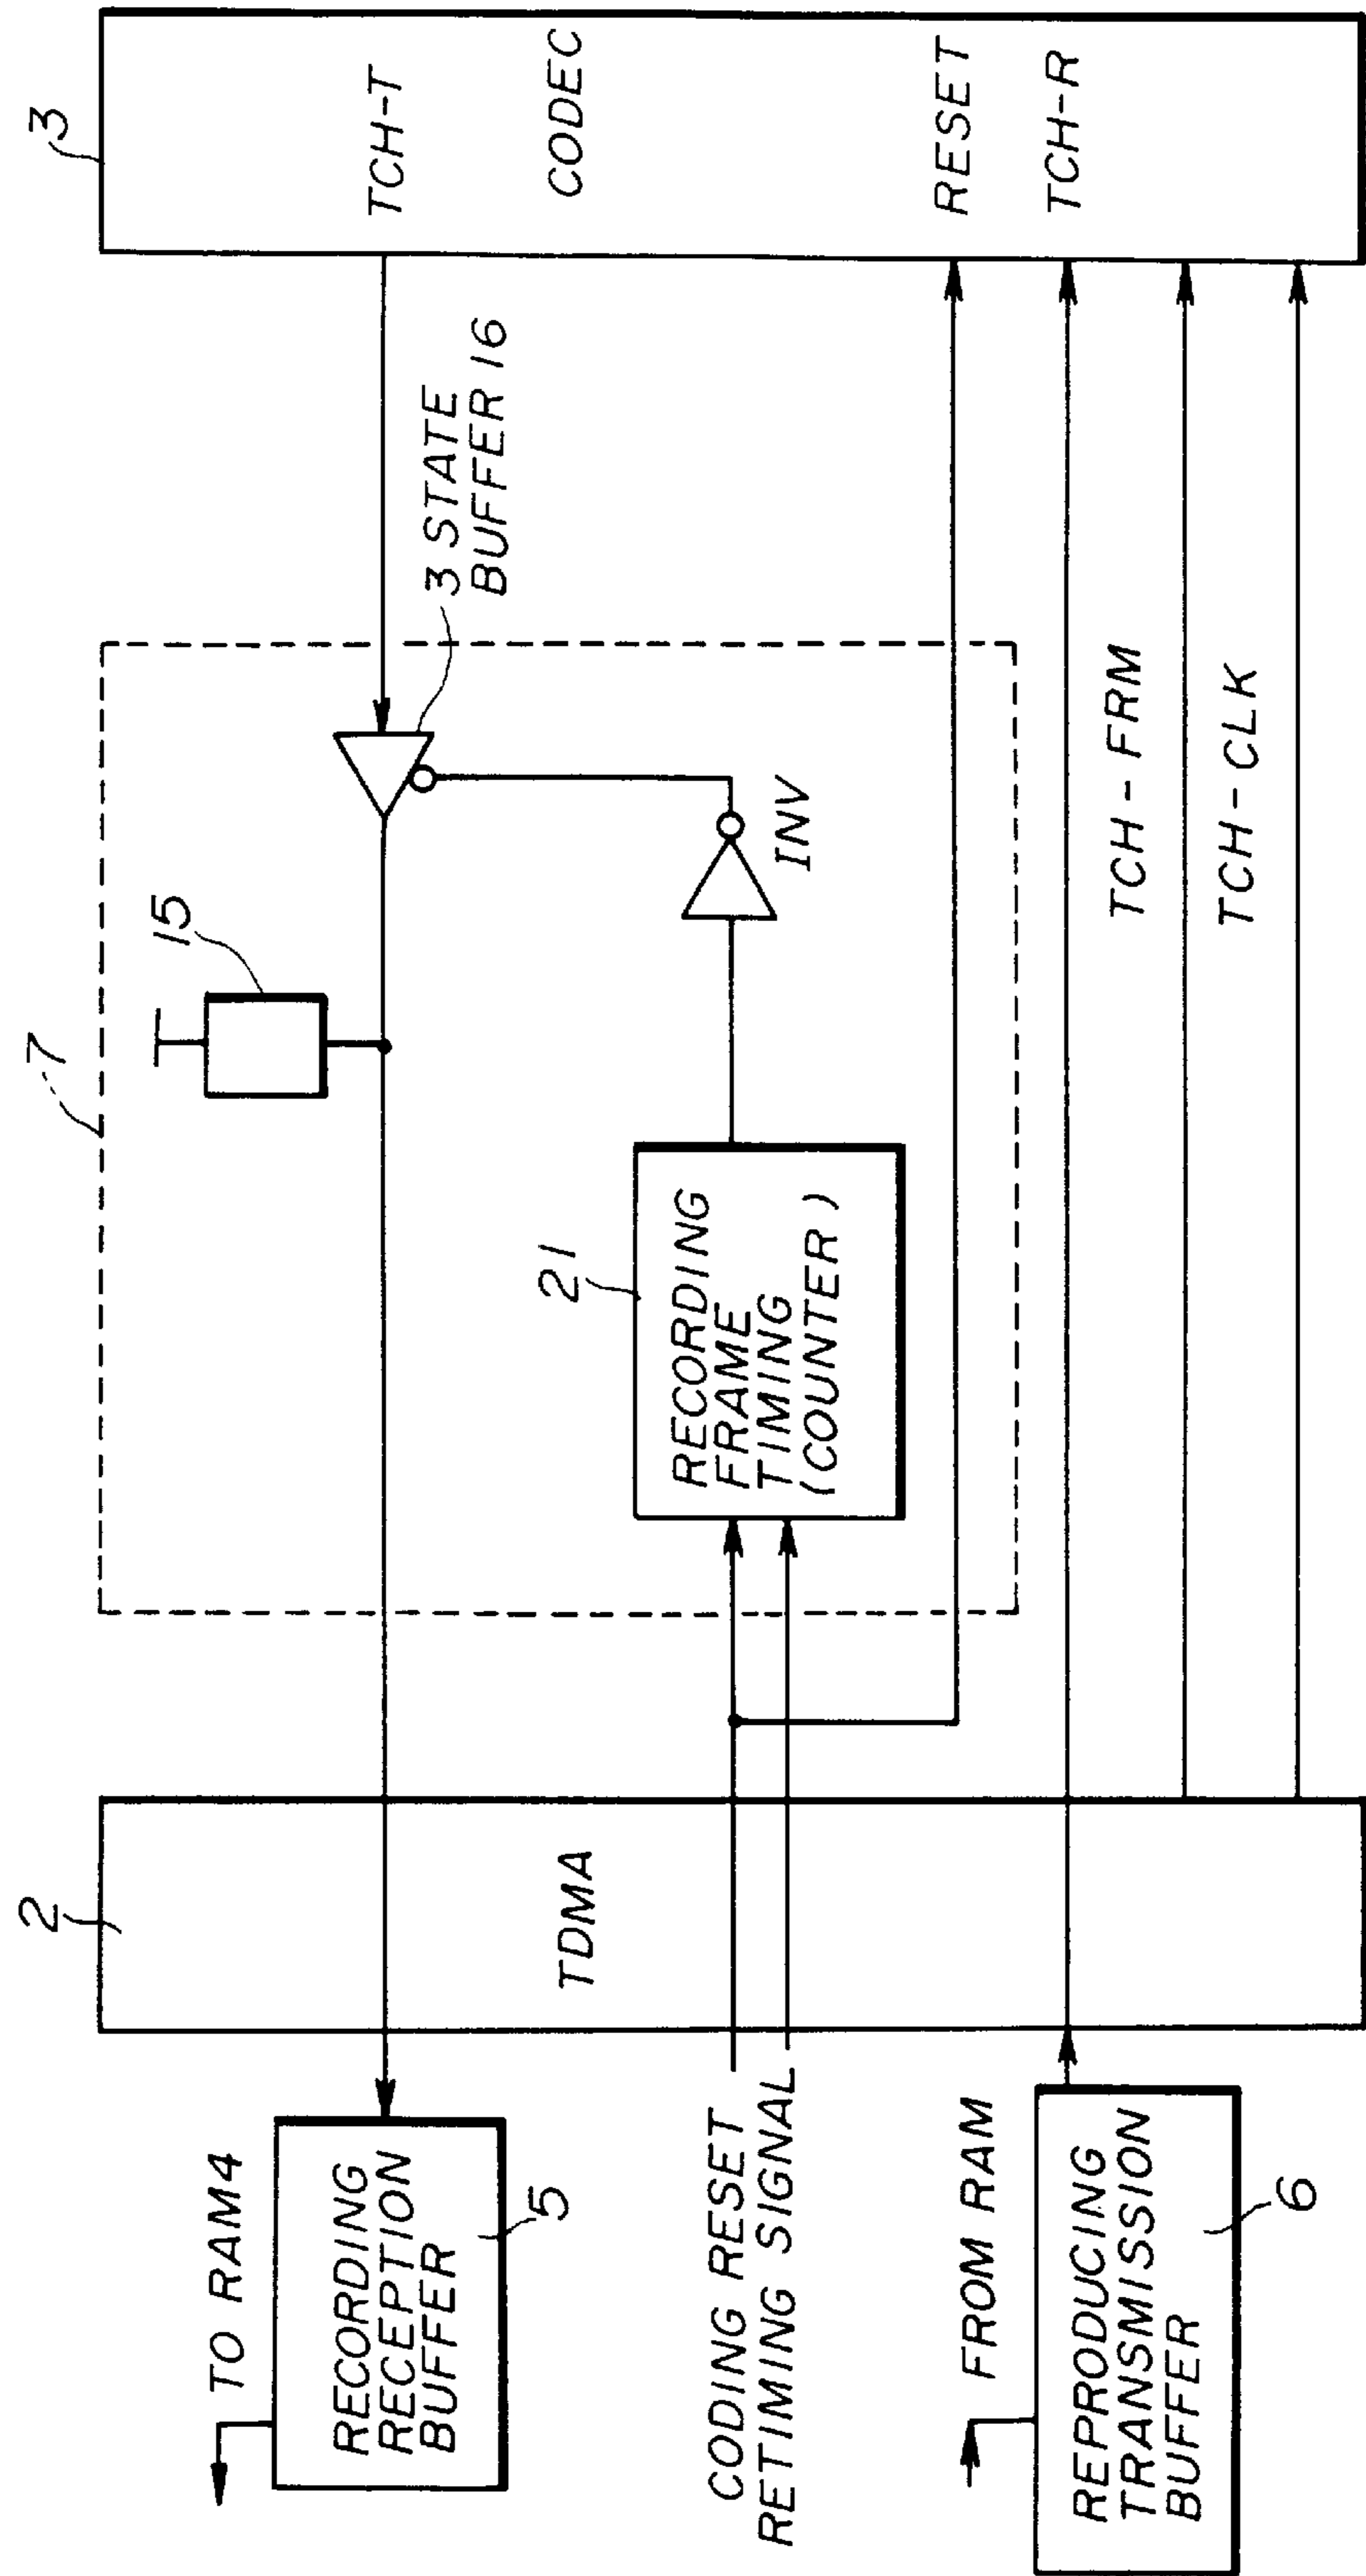 TO RAM4
RECORDING
RECEPTION
BUFFER
5
CODING RESET
RETIMING SIGNAL
FROM RAM
REPRODUCING
TRANSMISSION
BUFFER
6
2
TDMA
7
15
21
RECORDING
FRAME
TIMING
(COUNTER)
INV
3 STATE
BUFFER 16
TCH-FRM
TCH-CLK
3
TCH-T
CODEC
RESET
TCH-R